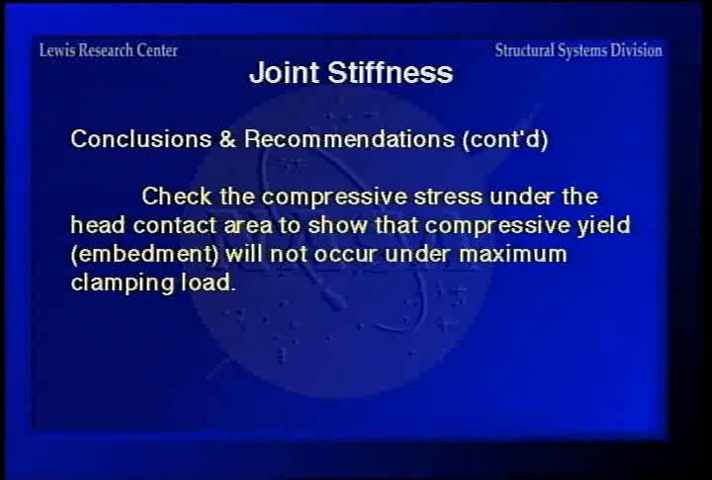 Lewis Research Center
Structural Systems Division
Joint Stiffness
Conclusions & Recommendations (cont'd)
Check the compressive stress under the
head contact area to show that compressive yield
(embedment) will not occur under maximum
clamping load.